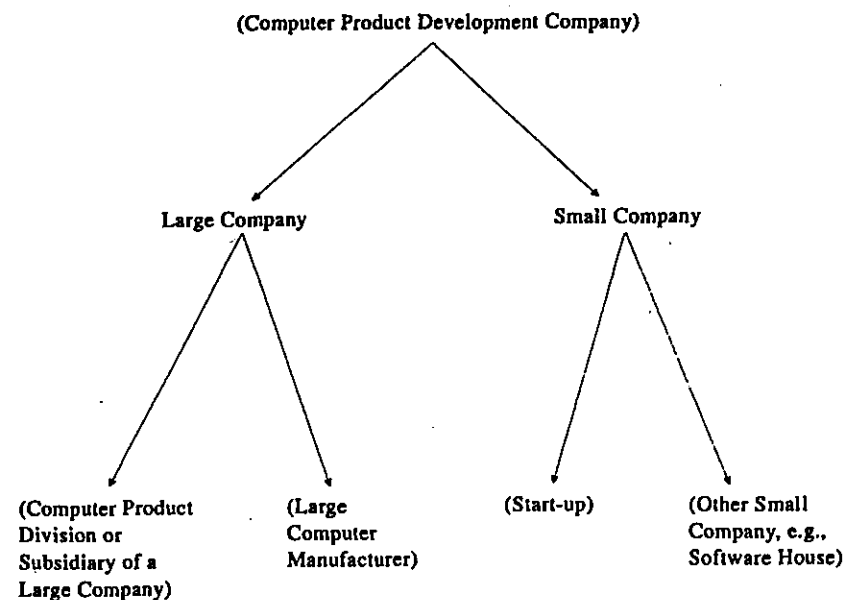 (Computer Product Development Company)
Large Company
Small Company
(Computer Product
Division or
Subsidiary of a
Large Company)
(Large
Computer
Manufacturer)
(Start-up)
(Other Small
Company, e.g.,
Software House)